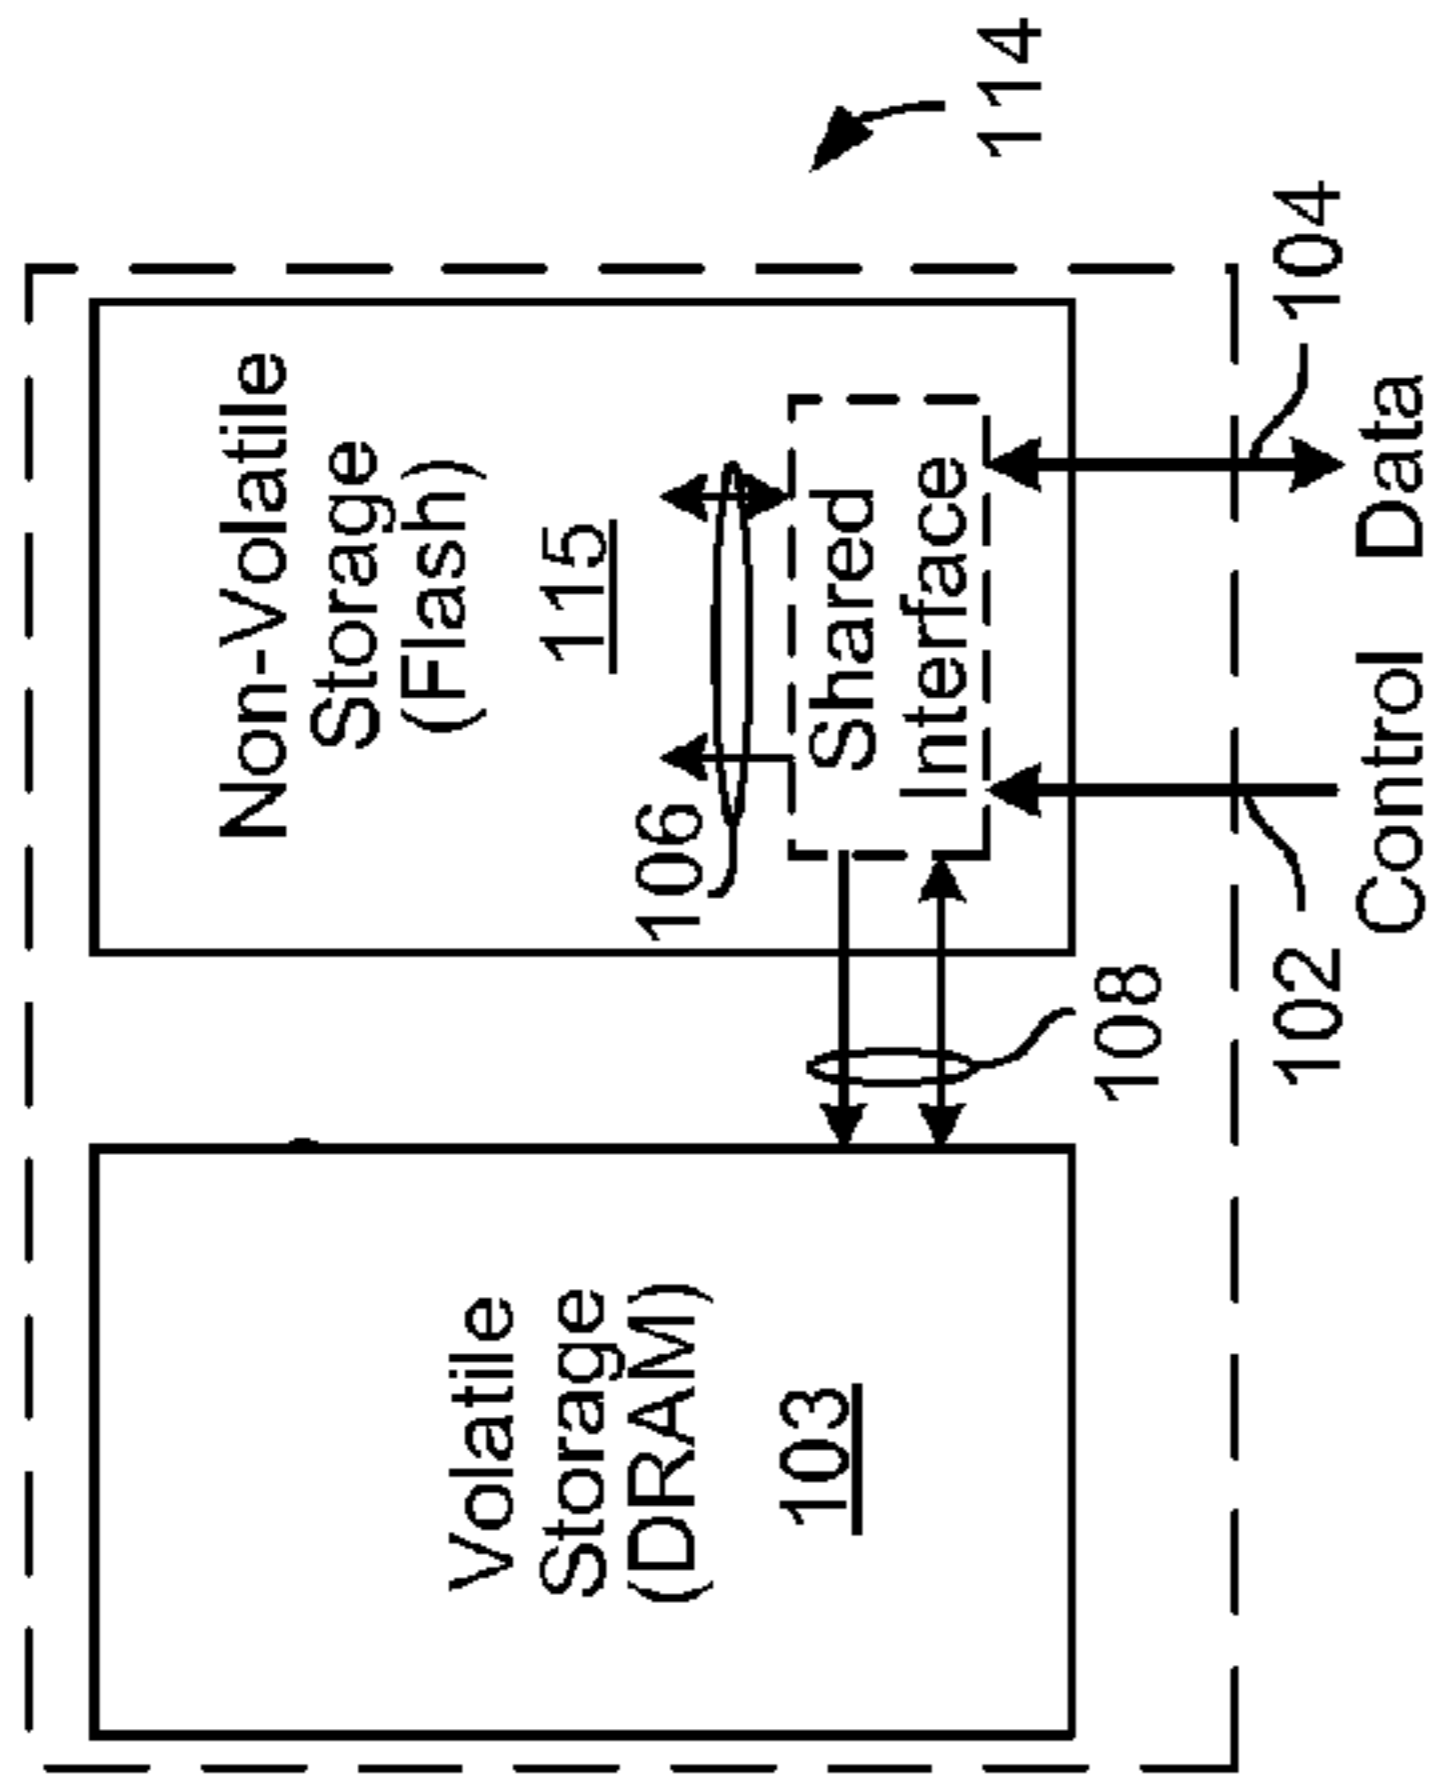 Volatile
Storage
(DRAM)
103
Non-Volatile
Storage
(Flash)
115
106
Shared
Interface
108
114
102
104
Control
Data